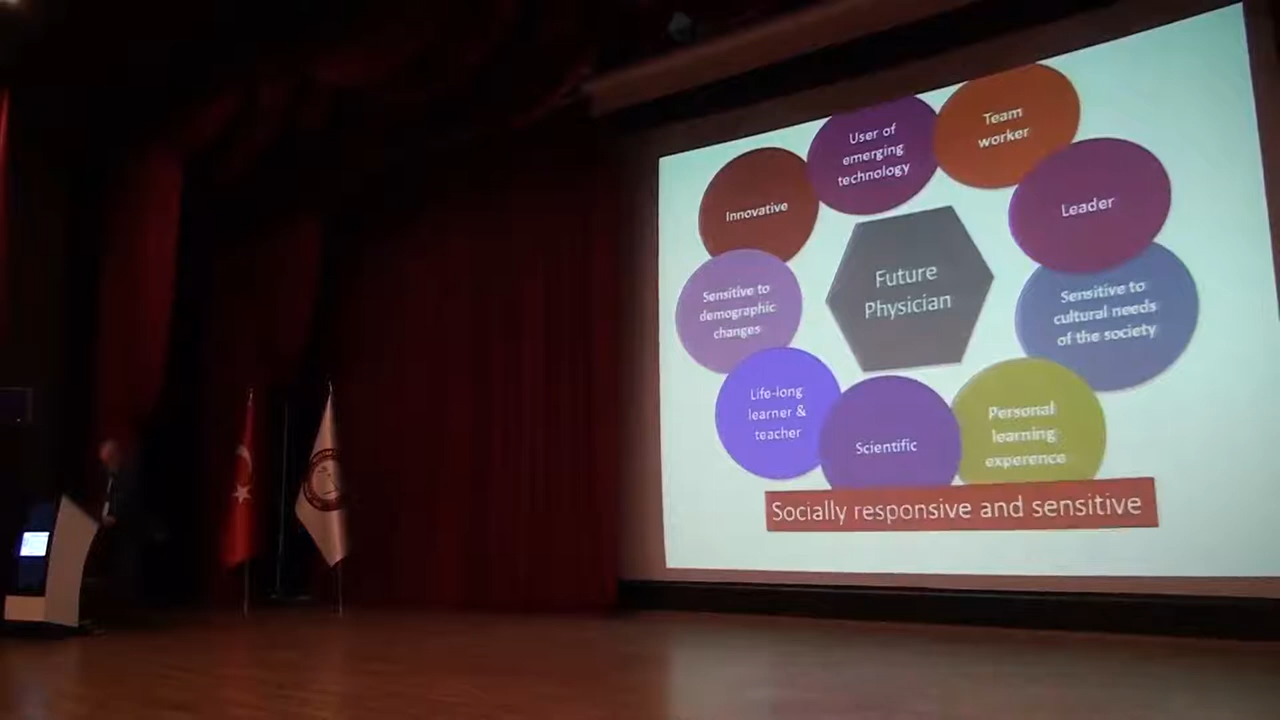 User of
emerging
technology
Team
worker
Innovative
Leader
Future
Physician
Sensitive to
demographic
changes
Sensitive to
cultural needs
of the society
Life-long
learner &
teacher
Scientific
Personal
learning
experence
Socially responsive and sensitive